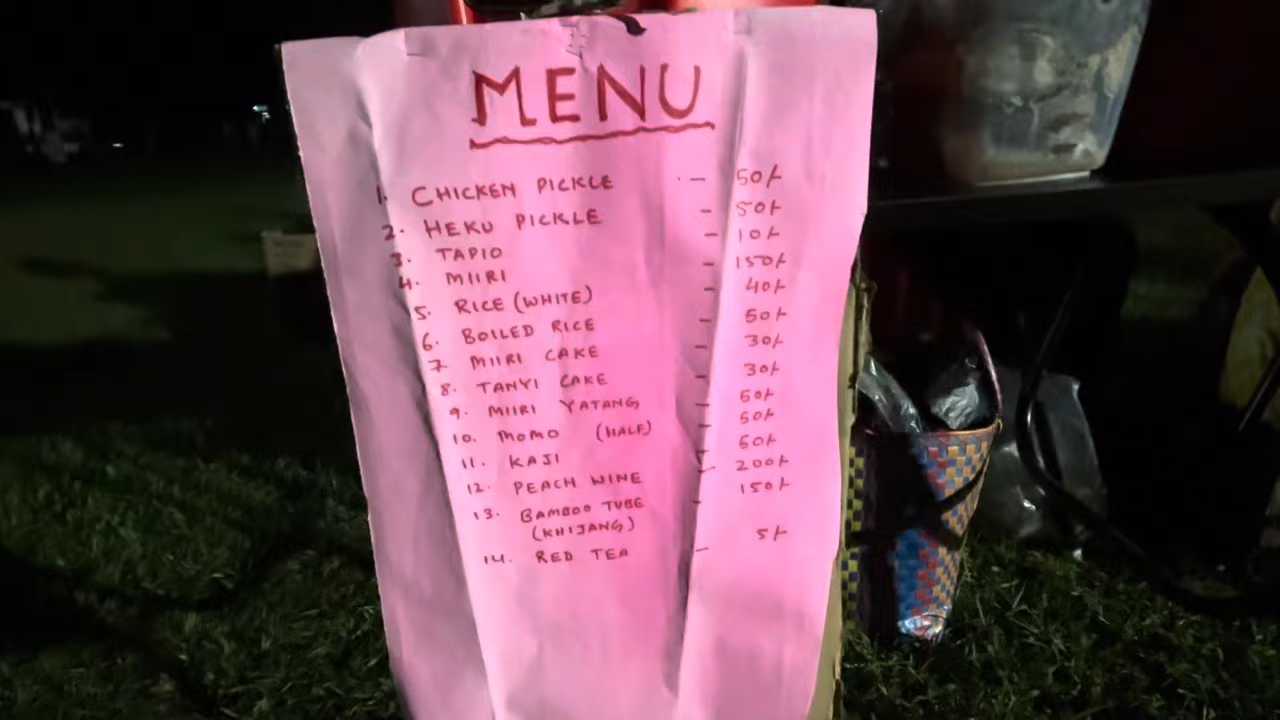 MENU
1. CHICKEN PICKLE - 50/-
2. HEKU PICKLE - 50/-
3. TAPIO - 10/-
4. MIIRI - 150/-
5. RICE (WHITE) - 40/-
6. BOILED RICE - 50/-
7. MIIRI CAKE - 30/-
8. TANYI CAKE - 30/-
9. MIIRI YATANG - 50/-
10. MOMO (HALF) - 50/-
11. KAJI - 60/-
12. PEACH WINE - 200/-
13. BAMBOO TUBE - 150/-
(KHIJANG)
14. RED TEA - 5/-